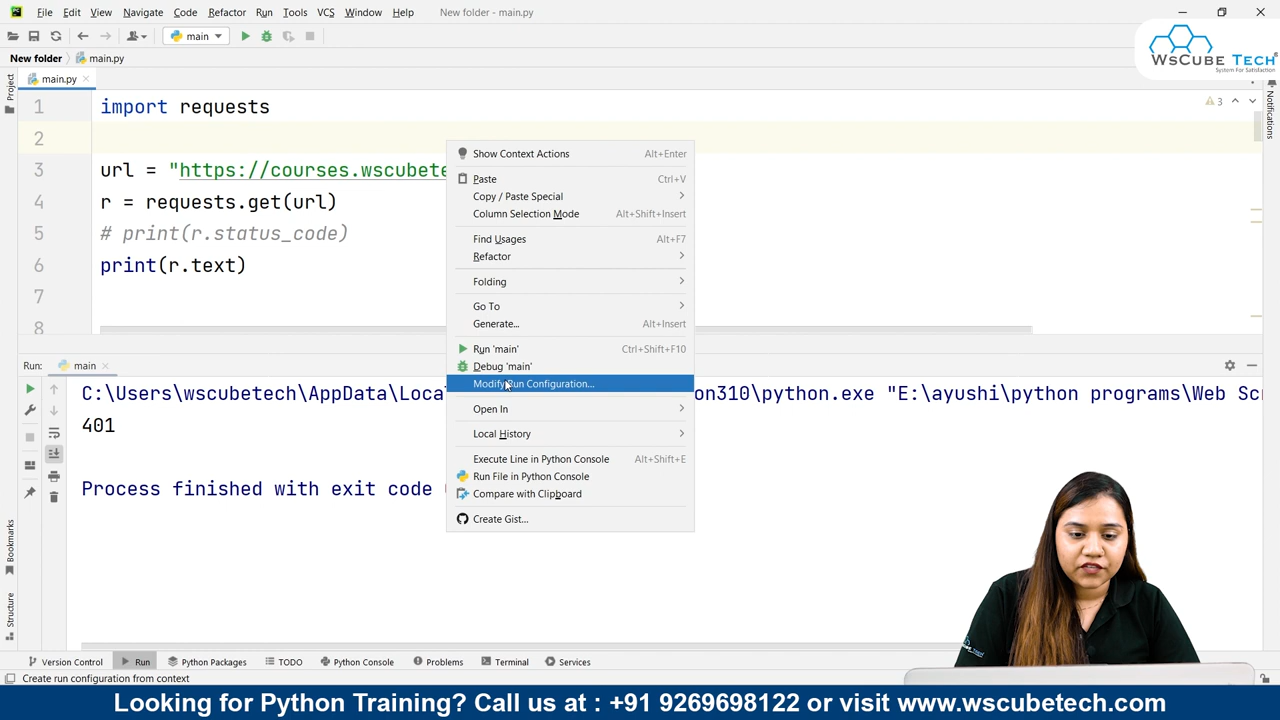 File Edit View Navigate Code Refactor Run Tools VCS Window Help New folder - main.py
main
WsCube Tech®
System For Satisfaction
New folder main.py
Project
main.py
Notifications
1 import requests
3
2
3 url = "https://courses.wscubete
4 r = requests.get(url)
5 # print(r.status_code)
6 print(r.text)
7
8
Show Context Actions Alt+Enter
Paste Ctrl+V
Copy / Paste Special
Column Selection Mode Alt+Shift+Insert
Find Usages Alt+F7
Refactor
Folding
Go To
Generate... Alt+Insert
Run 'main' Ctrl+Shift+F10
Debug 'main'
Modify Run Configuration...
Open In
Local History
Execute Line in Python Console Alt+Shift+E
Run File in Python Console
Compare with Clipboard
Create Gist...
Run: main
C:\Users\wscubetech\AppData\Loca on310\python.exe "E:\ayushi\python programs\Web Scr
401
Process finished with exit code
Bookmarks
Structure
Version Control Run Python Packages TODO Python Console Problems Terminal Services
Create run configuration from context
Looking for Python Training? Call us at : +91 9269698122 or visit www.wscubetech.com